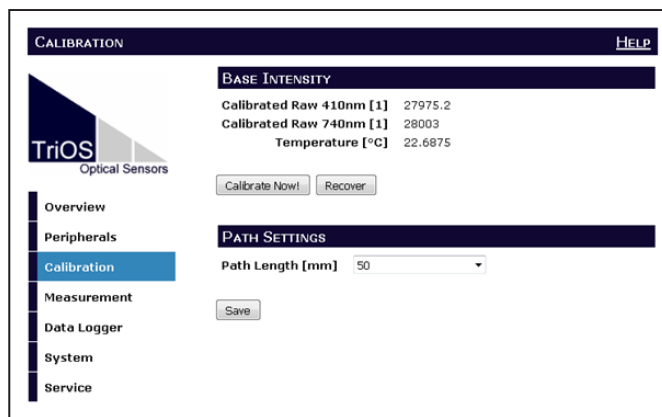 CALIBRATION HELP
TriOS
Optical Sensors
Overview
Peripherals
Calibration
Measurement
Data Logger
System
Service
BASE INTENSITY
Calibrated Raw 410nm [1] 27975.2
Calibrated Raw 740nm [1] 28003
Temperature [°C] 22.6875
Calibrate Now! Recover
PATH SETTINGS
Path Length [mm] 50
Save